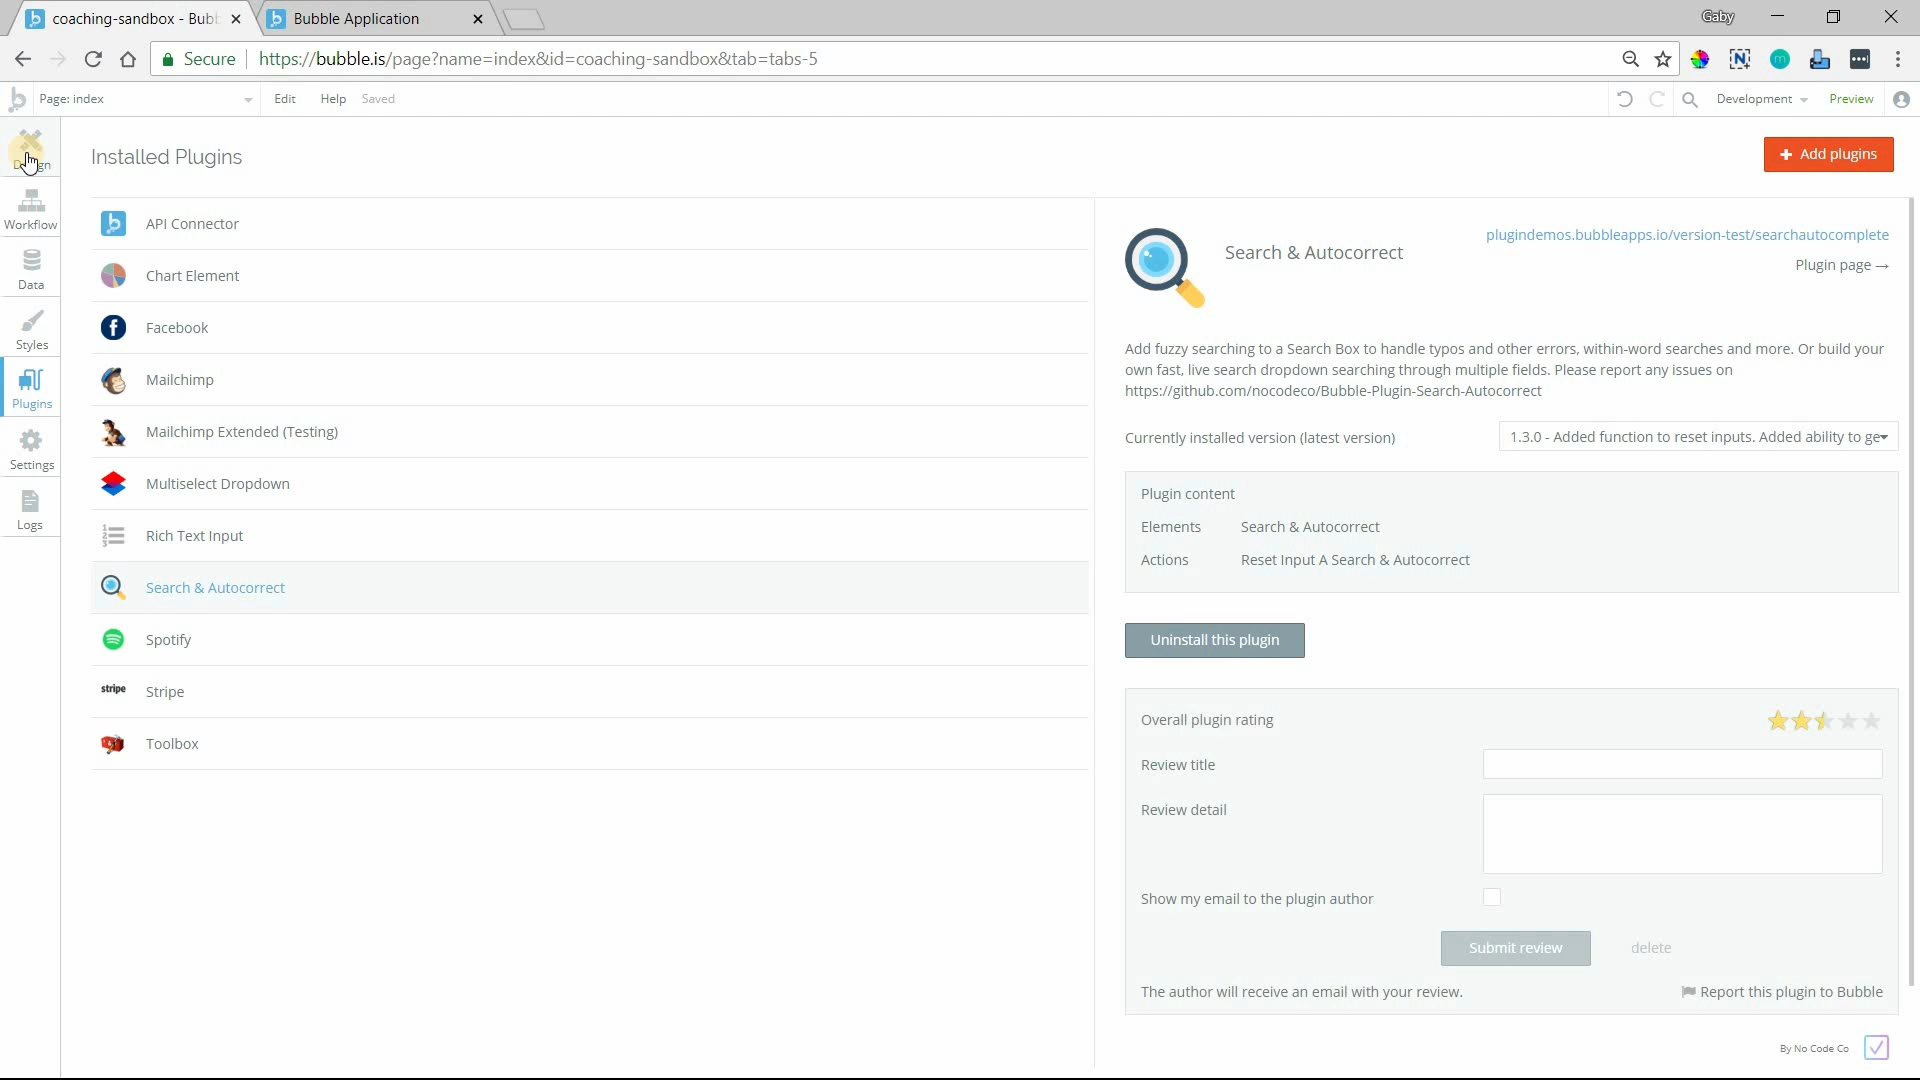 coaching-sandbox - Bubb
Bubble Application
Gaby
Secure
https://bubble.is/page?name=index&id=coaching-sandbox&tab=tabs-5
Page: index
Edit
Help
Saved
Development
Preview
Design
Workflow
Data
Styles
Plugins
Settings
Logs
Installed Plugins
+ Add plugins
API Connector
Chart Element
Facebook
Mailchimp
Mailchimp Extended (Testing)
Multiselect Dropdown
Rich Text Input
Search & Autocorrect
Spotify
stripe Stripe
Toolbox
Search & Autocorrect
plugindemos.bubbleapps.io/version-test/searchautocomplete
Plugin page →
Add fuzzy searching to a Search Box to handle typos and other errors, within-word searches and more. Or build your
own fast, live search dropdown searching through multiple fields. Please report any issues on
https://github.com/nocodeco/Bubble-Plugin-Search-Autocorrect
Currently installed version (latest version)
1.3.0 - Added function to reset inputs. Added ability to ge
Plugin content
Elements Search & Autocorrect
Actions Reset Input A Search & Autocorrect
Uninstall this plugin
Overall plugin rating
Review title
Review detail
Show my email to the plugin author
Submit review
delete
The author will receive an email with your review.
Report this plugin to Bubble
By No Code Co